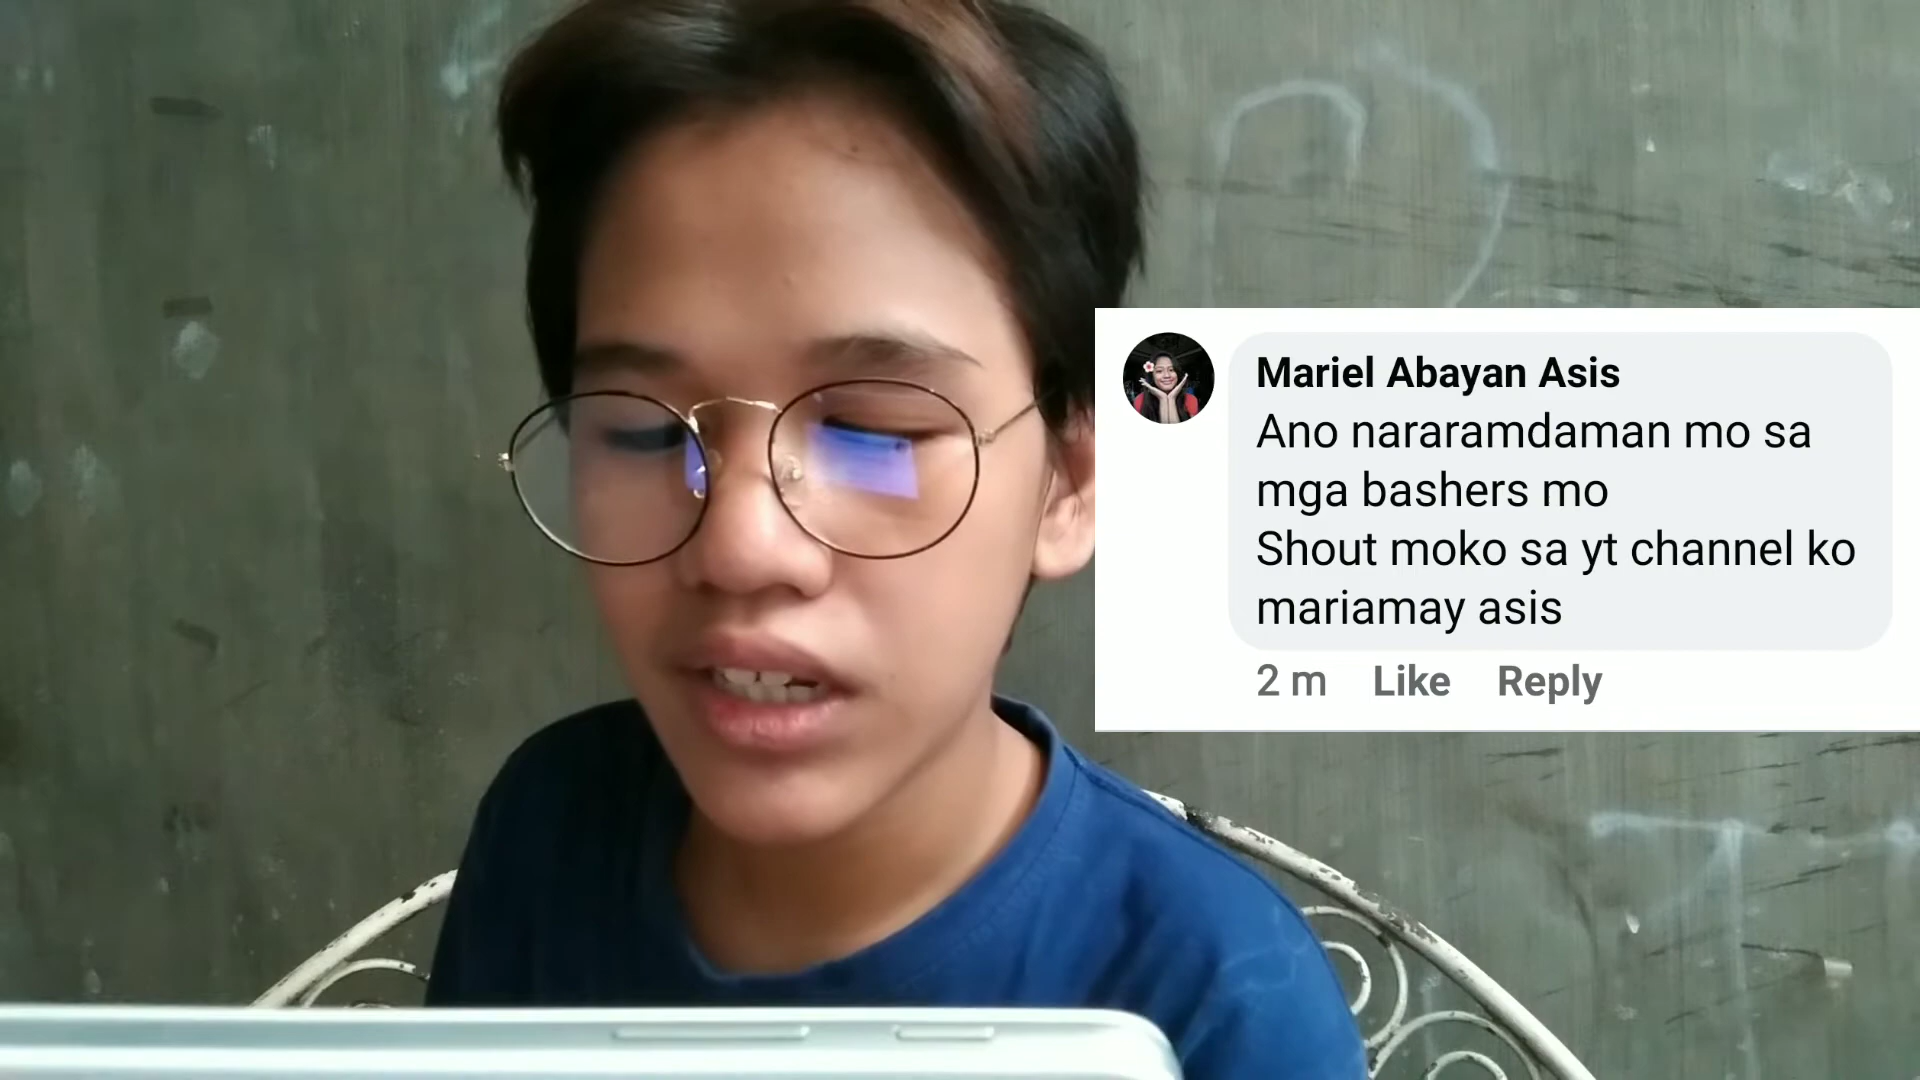 Mariel Abayan Asis
Ano nararamdaman mo sa
mga bashers mo
Shout moko sa yt channel ko
mariamay asis
2 m Like Reply